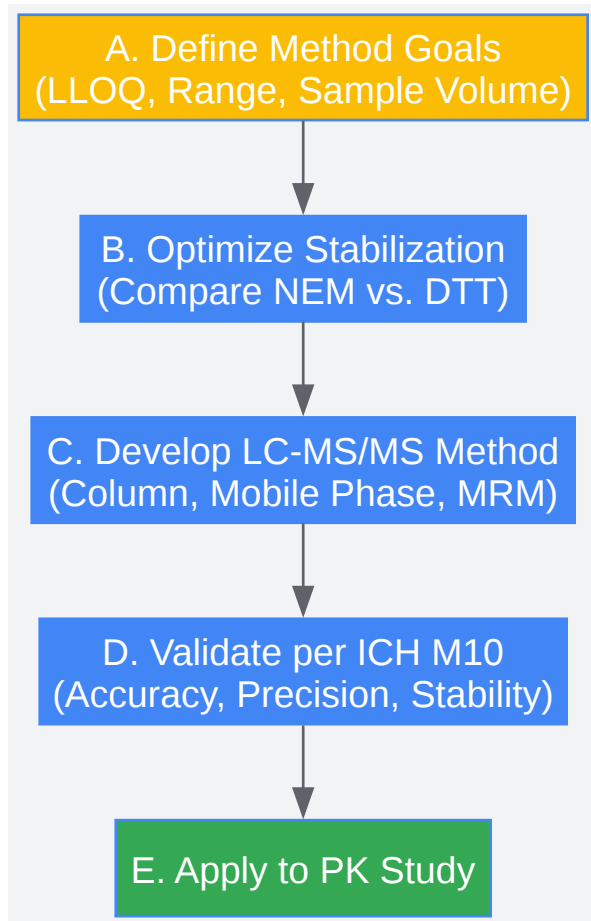 A. Define Method Goals
(LLOQ, Range, Sample Volume)
B. Optimize Stabilization
(Compare NEM vs. DTT)
C. Develop LC-MS/MS Method
(Column, Mobile Phase, MRM)
D. Validate per ICH M10
(Accuracy, Precision, Stability)
E. Apply to PK Study